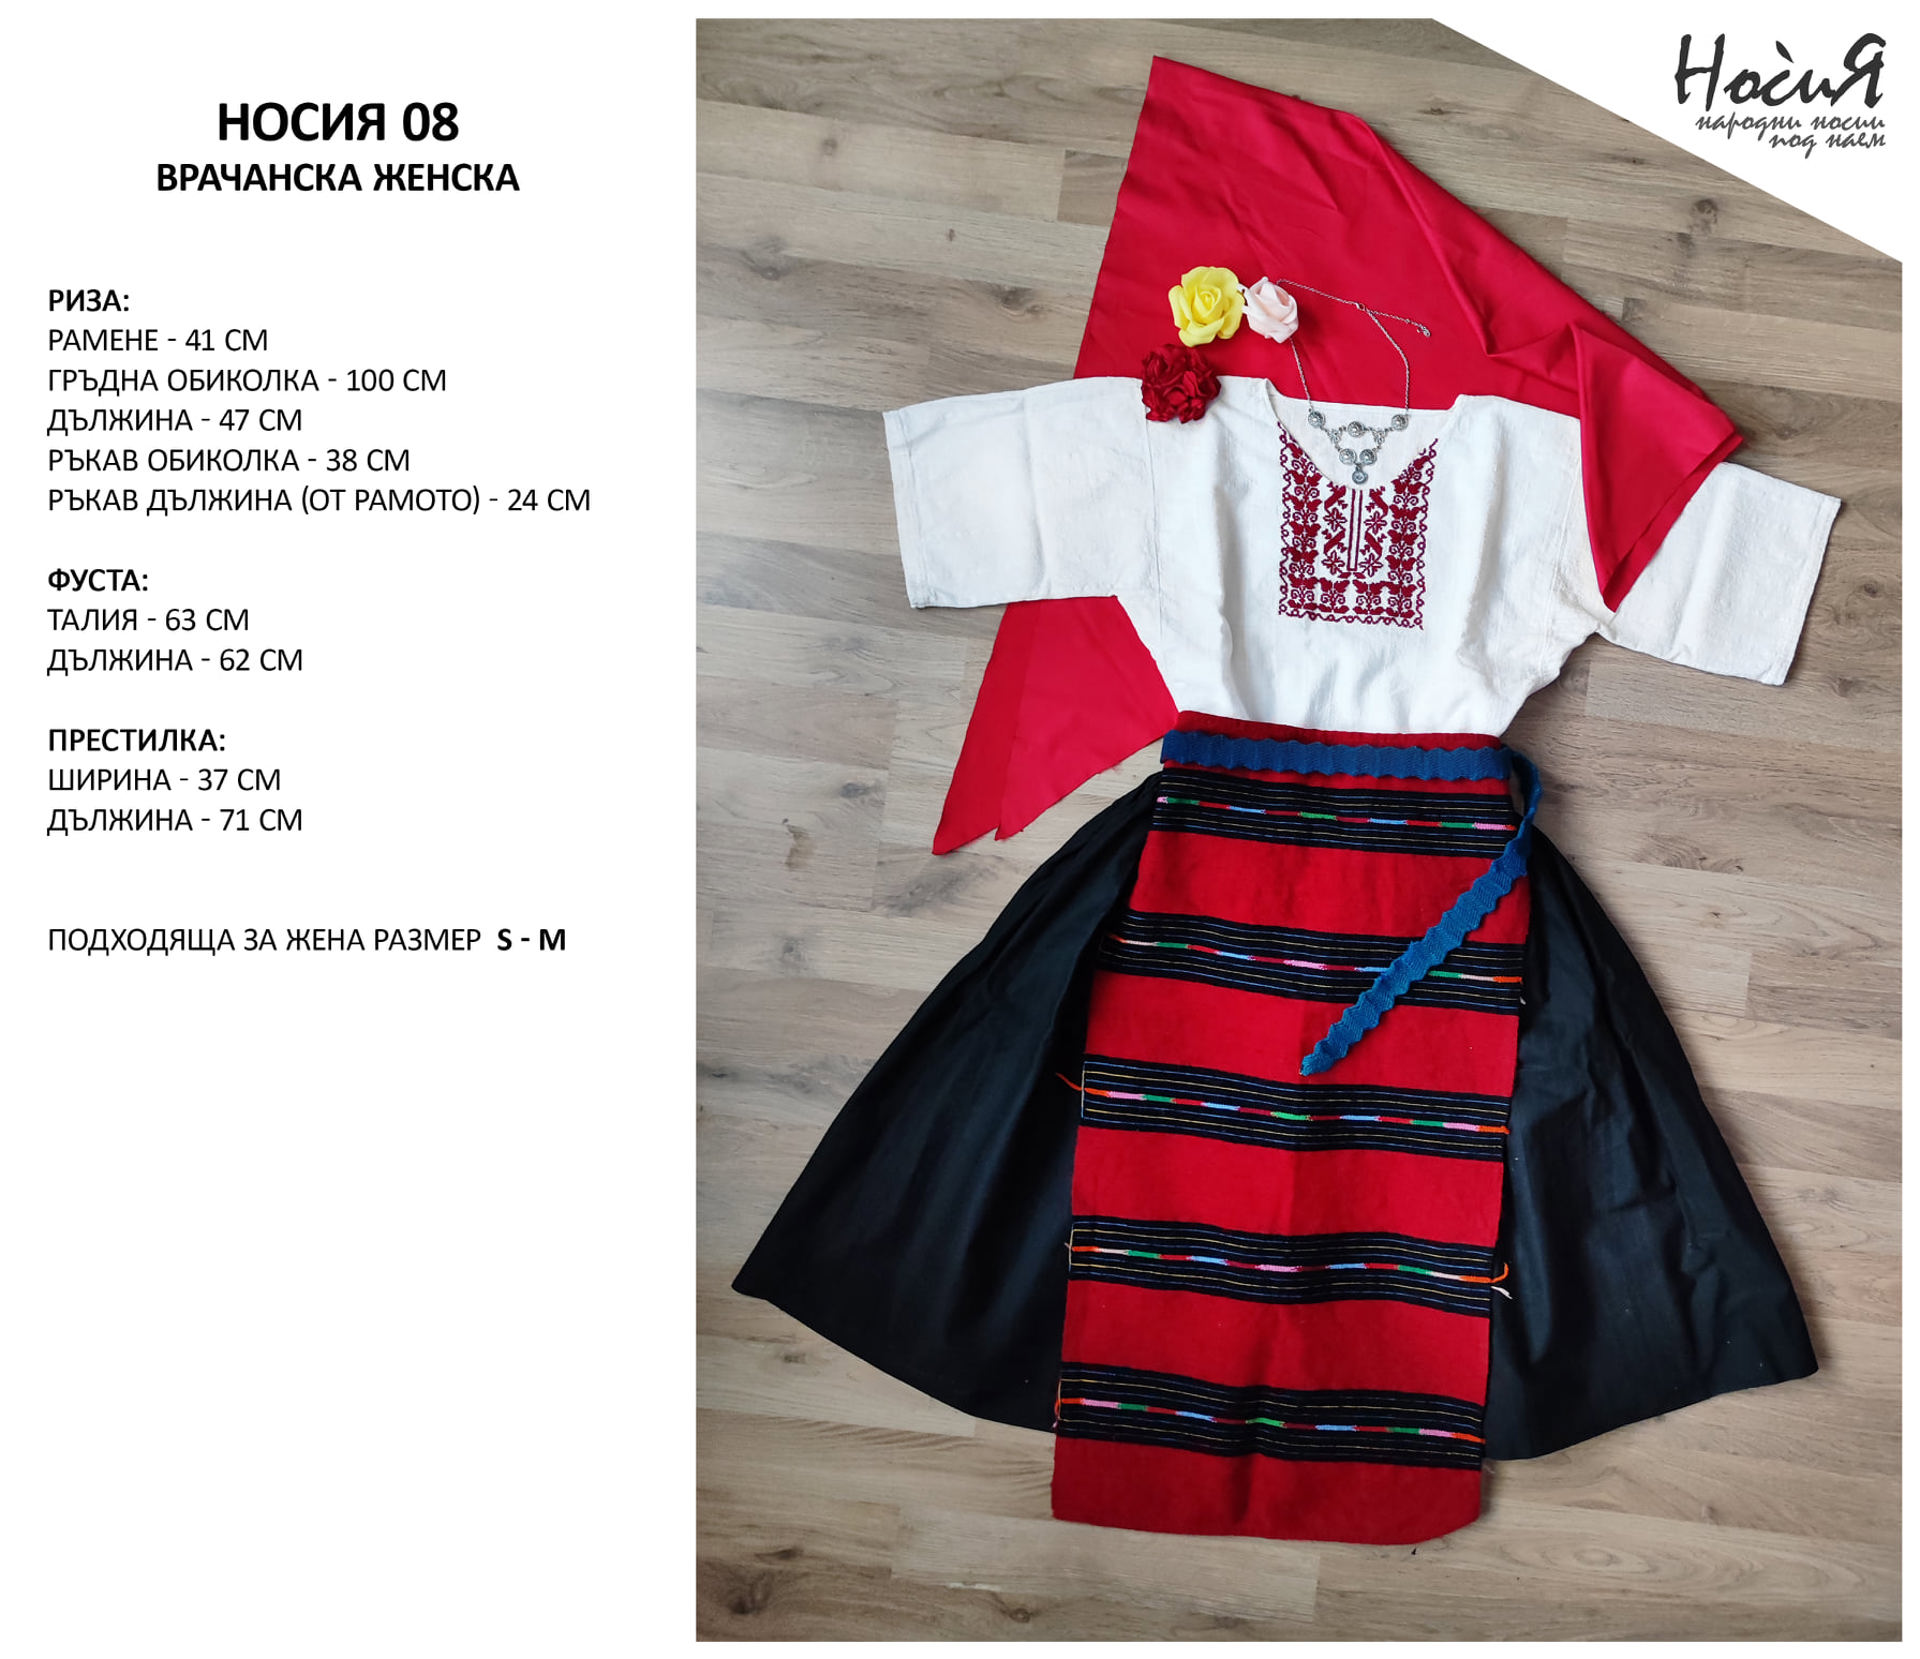 НОСИЯ 08
ВРАЧАНСКА ЖЕНСКА
РИЗА:
РАМЕНЕ - 41 СМ
ГРЪДНА ОБИКОЛКА - 100 СМ
ДЪЛЖИНА - 47 СМ
РЪКАВ ОБИКОЛКА - 38 СМ
РЪКАВ ДЪЛЖИНА (ОТ РАМОТО) - 24 СМ
ФУСТА:
ТАЛИЯ - 63 СМ
ДЪЛЖИНА - 62 СМ
ПРЕСТИЛКА:
ШИРИНА - 37 СМ
ДЪЛЖИНА - 71 СМ
ПОДХОДЯЩА ЗА ЖЕНА РАЗМЕР S - M
НосиЯ
народни носии
под наем